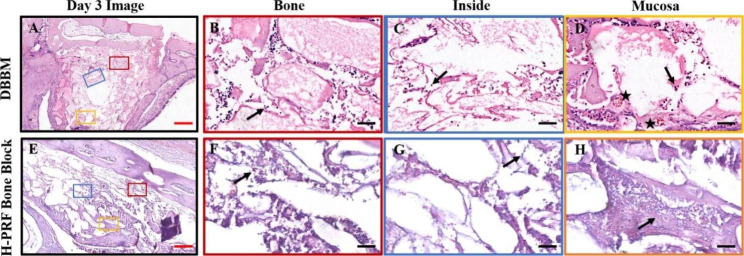 Day 3 Image Bone Inside Mucosa
DBBM
A B C D
H-PRF Bone Block
E F G H